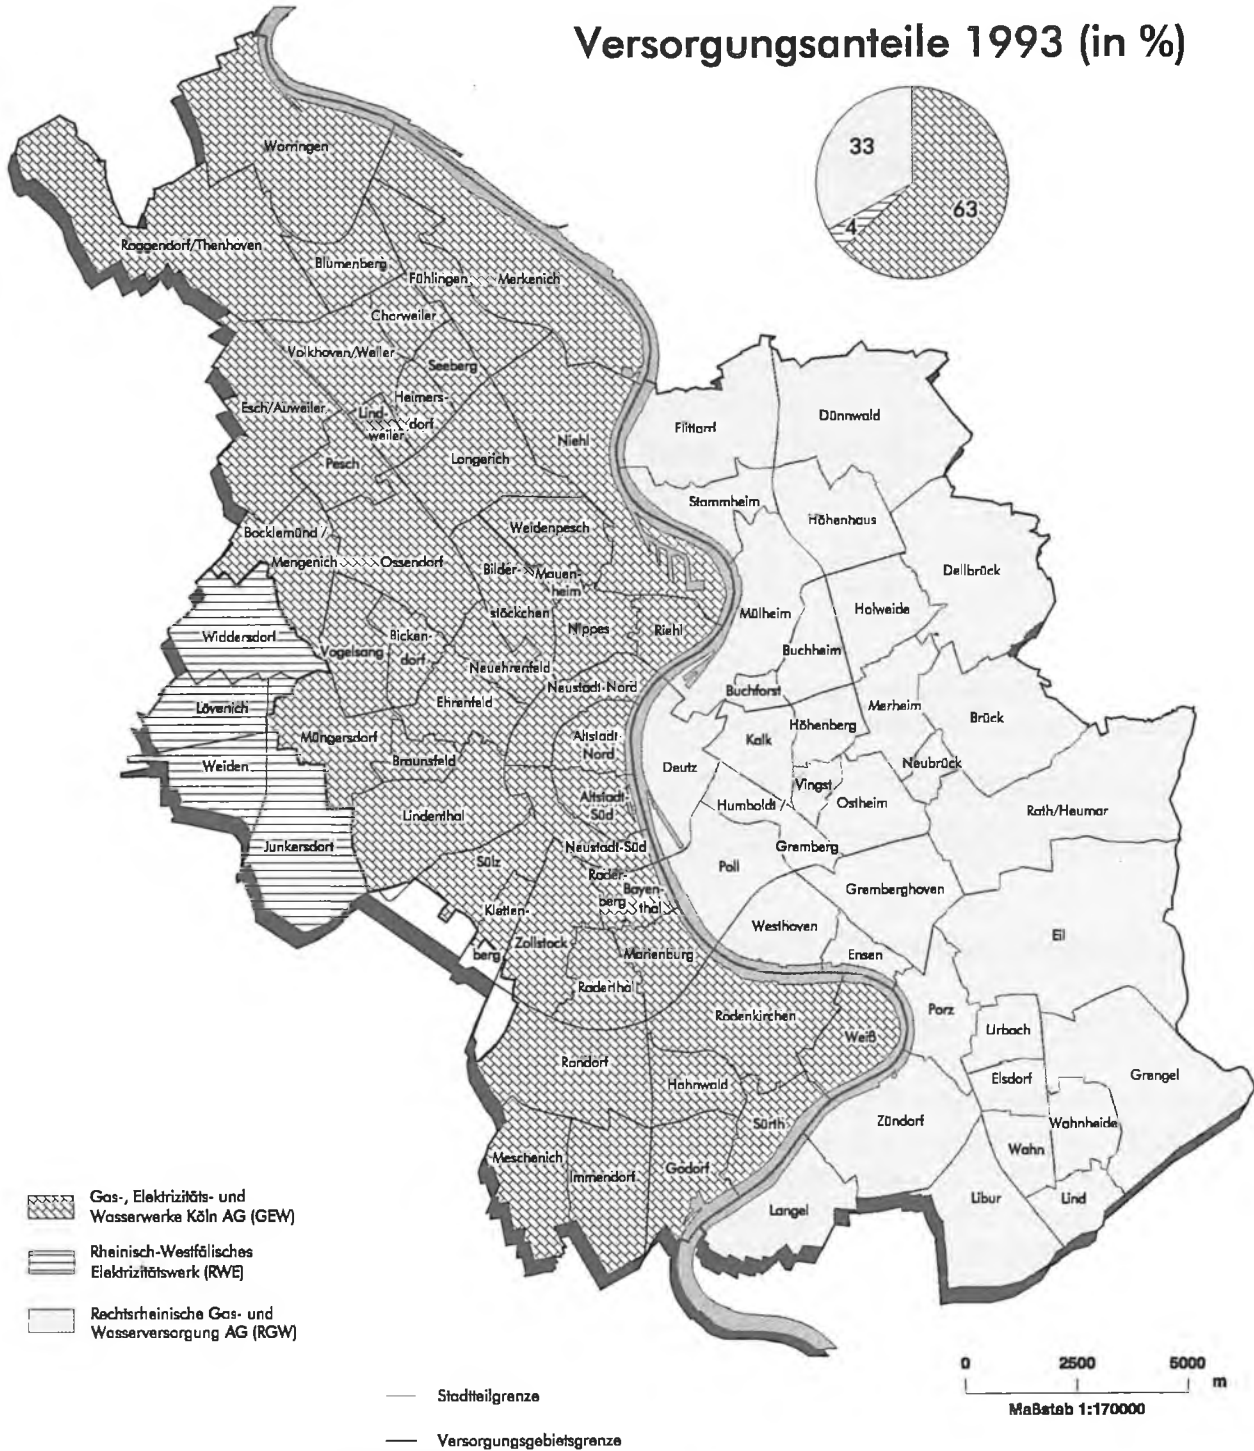 Versorgungsanteile 1993 (in %)
33
63
4
Worringen
Roggendorf/Thenhoven
Blumenberg
Fühlingen
Merkenich
Chorweiler
Volkhoven/Weiler
Seeberg
Heimers-
dorf
Esch/Auweiler
Lind-
weiler
Pesch
Longerich
Niehl
Flittard
Dünnwald
Stammheim
Höhenhaus
Weidenpesch
Bocklemünd /
Mengenich
Ossendorf
Bilder-
stöckchen
Mauen-
heim
Dellbrück
Mülheim
Holweide
Widdersdorf
Vogelsang
Bicken-
dorf
Nippes
Riehl
Buchheim
Neuehrenfeld
Neustadt-Nord
Buchforst
Ehrenfeld
Lövenich
Merheim
Brück
Müngersdorf
Altstadt-
Nord
Kalk
Höhenberg
Braunsfeld
Weiden
Deutz
Neubrück
Vingst
Altstadt-
Süd
Humboldt /
Gremberg
Ostheim
Rath/Heumar
Lindenthal
Junkersdorf
Neustadt-Süd
Sülz
Poll
Rader-
berg
Bayen-
thal
Gremberghoven
Kletten-
berg
Westhoven
Zollstock
Eil
Marienburg
Ensen
Raderthal
Rodenkirchen
Porz
Weiß
Urbach
Rondorf
Hahnwald
Elsdorf
Grengel
Sürth
Zündorf
Wahnheide
Meschenich
Immendorf
Godorf
Wahn
Langel
Libur
Lind
Gas-, Elektrizitäts- und
Wasserwerke Köln AG (GEW)
Rheinisch-Westfälisches
Elektrizitätswerk (RWE)
Rechtsrheinische Gas- und
Wasserversorgung AG (RGW)
0 2500 5000
m
Maßstab 1:170000
Stadtteilgrenze
Versorgungsgebietsgrenze